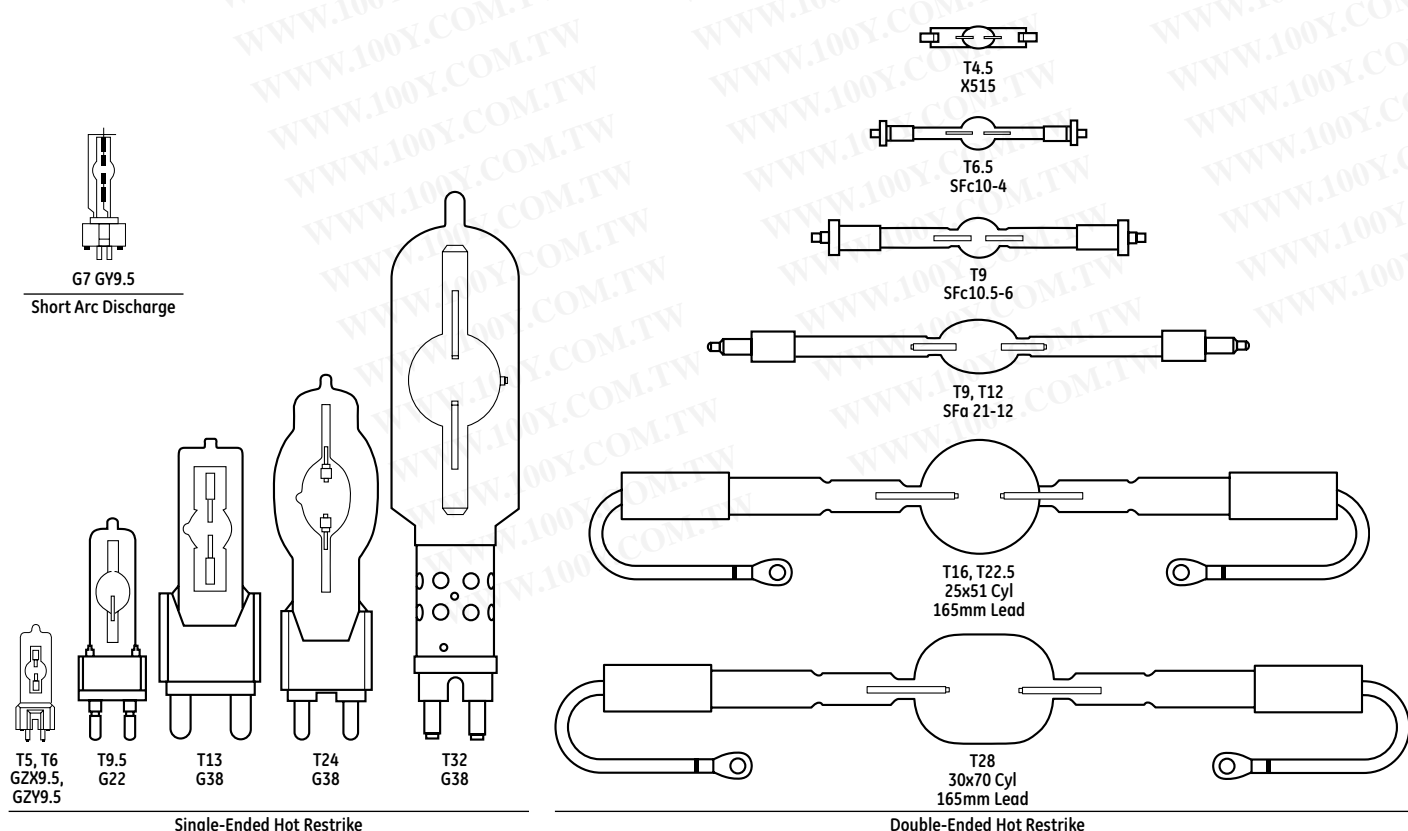 G7 GY9.5
Short Arc Discharge
T5, T6
GZX9.5,
GZY9.5
T9.5
G22
T13
G38
T24
G38
T32
G38
Single-Ended Hot Restrike
T4.5
X515
T6.5
SFc10-4
T9
SFc10.5-6
T9, T12
SFa 21-12
T16, T22.5
25x51 Cyl
165mm Lead
T28
30x70 Cyl
165mm Lead
Double-Ended Hot Restrike
WWW.100Y.COM.TW